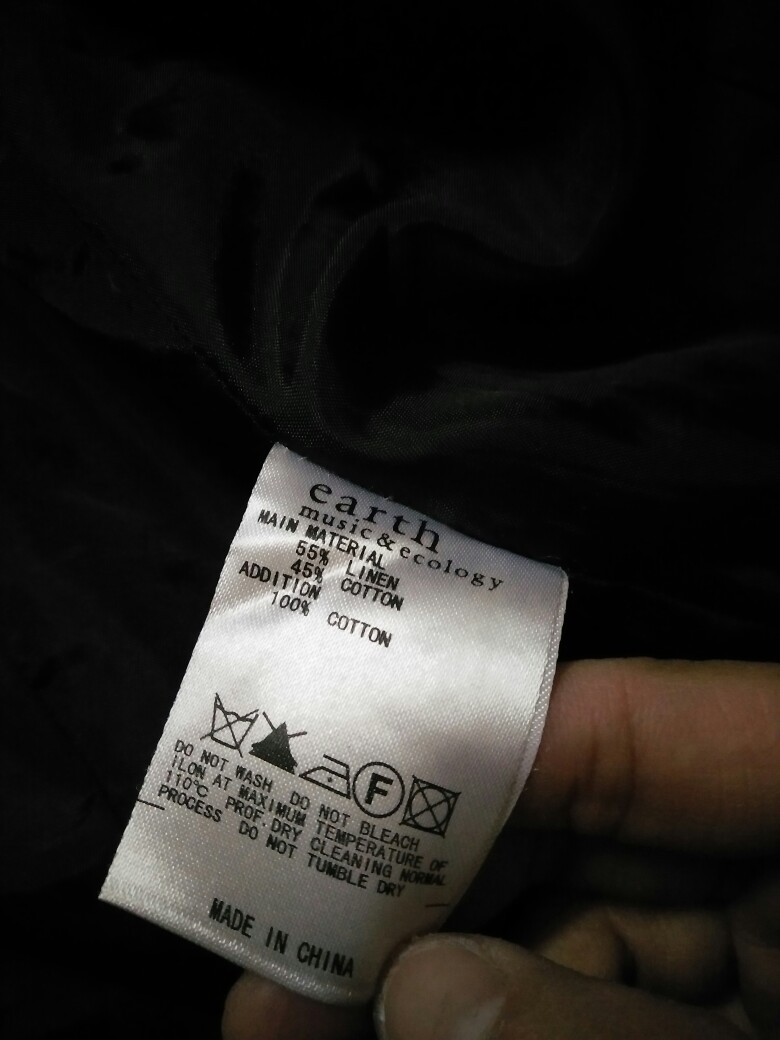 earth
music & ecology
MAIN MATERIAL
55% LINEN
45% COTTON
ADDITION
100% COTTON
F
DO NOT WASH DO NOT BLEACH
ILON AT MAXIMUM TEMPERATURE OF
110℃ PROF.DRY CLEANING NORMAL
PROCESS DO NOT TUMBLE DRY
MADE IN CHINA